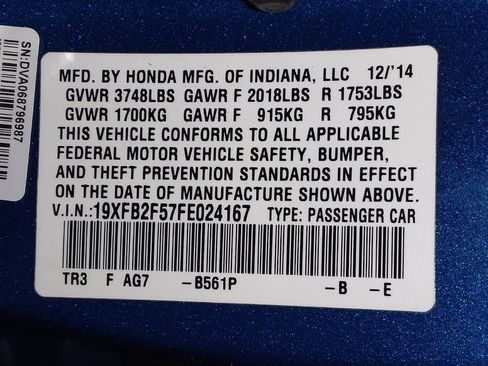 SN:DVA068796987
MFD. BY HONDA MFG. OF INDIANA, LLC 12/'14
GVWR 3748LBS GAWR F 2018LBS R 1753LBS
GVWR 1700KG GAWR F 915KG R 795KG
THIS VEHICLE CONFORMS TO ALL APPLICABLE
FEDERAL MOTOR VEHICLE SAFETY, BUMPER,
AND THEFT PREVENTION STANDARDS IN EFFECT
ON THE DATE OF MANUFACTURE SHOWN ABOVE.
V.I.N.:19XFB2F57FE024167 TYPE: PASSENGER CAR
TR3 F AG7 -B561P -B -E